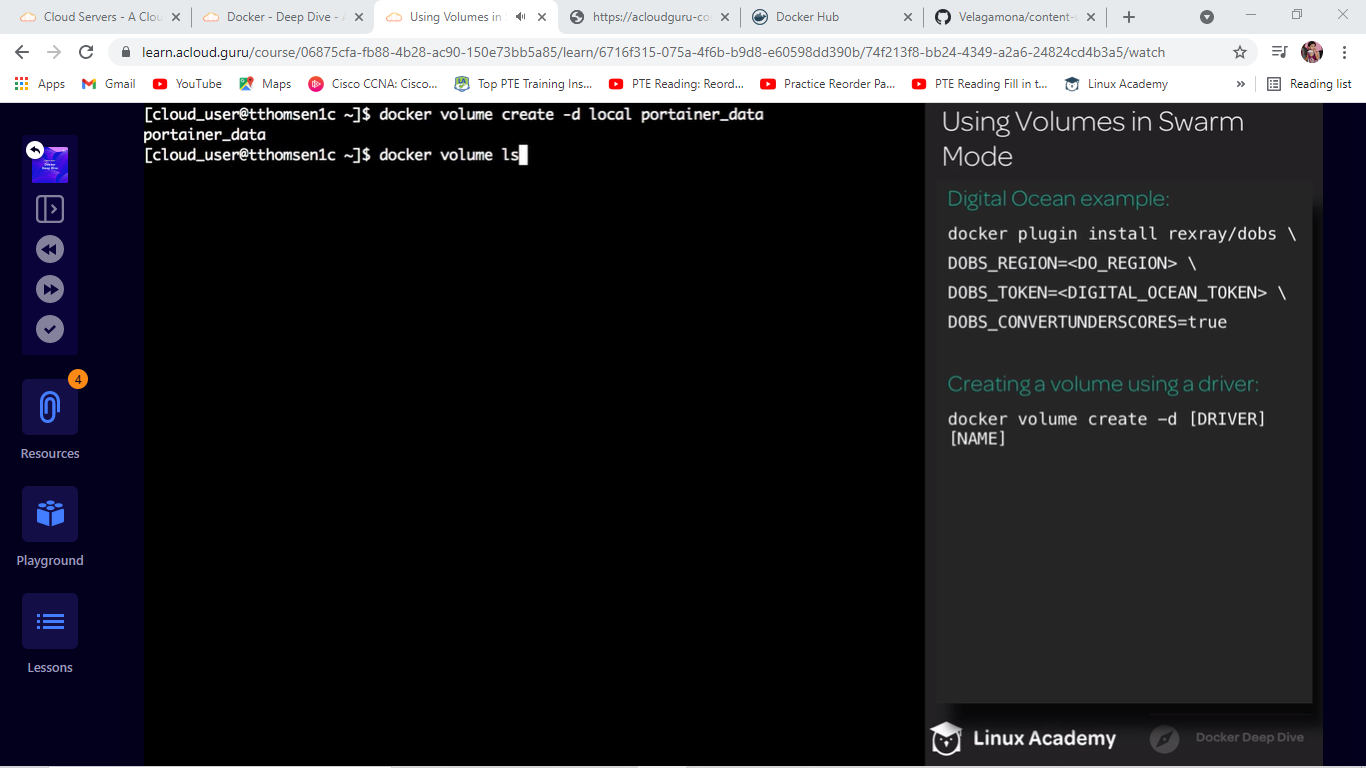 Cloud Servers - A Clou
Docker - Deep Dive - A
Using Volumes in
https://acloudguru-co
Docker Hub
Velagamona/content-
learn.acloud.guru/course/06875cfa-fb88-4b28-ac90-150e73bb5a85/learn/6716f315-075a-4f6b-b9d8-e60598dd390b/74f213f8-bb24-4349-a2a6-24824cd4b3a5/watch
Apps
Gmail
YouTube
Maps
Cisco CCNA: Cisco...
Top PTE Training Ins...
PTE Reading: Reord...
Practice Reorder Pa...
PTE Reading Fill in t...
Linux Academy
»
Reading list
[cloud_user@tthomsen1c ~]$ docker volume create -d local portainer_data
portainer_data
[cloud_user@tthomsen1c ~]$ docker volume ls
4
Resources
Playground
Lessons
Using Volumes in Swarm
Mode
Digital Ocean example:
docker plugin install rexray/dobs \
DOBS_REGION=<DO_REGION> \
DOBS_TOKEN=<DIGITAL_OCEAN_TOKEN> \
DOBS_CONVERTUNDERSCORES=true
Creating a volume using a driver:
docker volume create -d [DRIVER]
[NAME]
Linux Academy
Docker Deep Dive